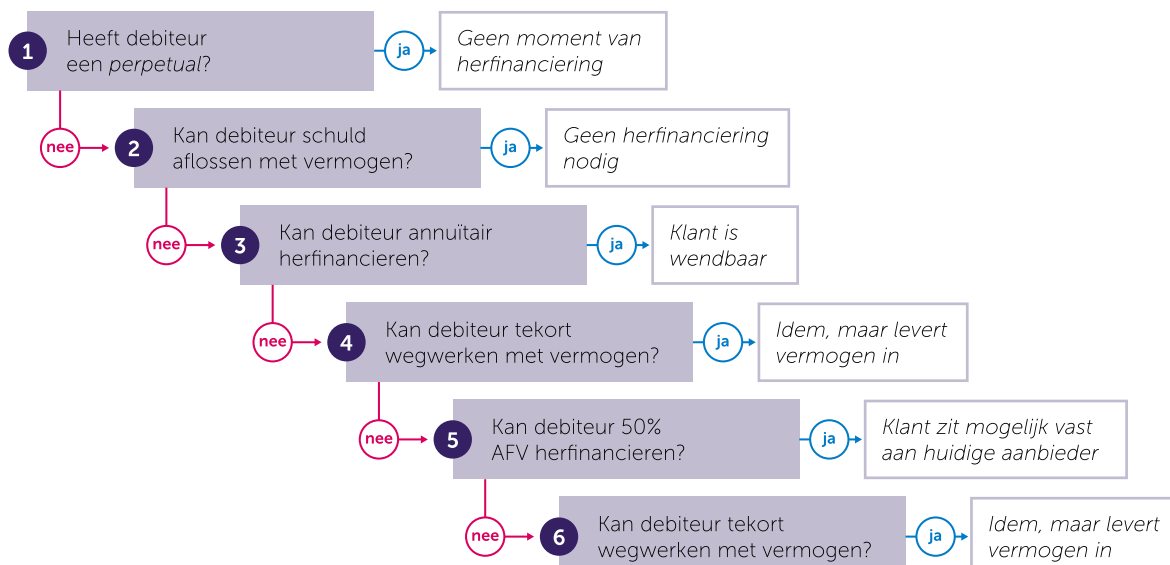 1
Heeft debiteur
een perpetual?
ja
Geen moment van
herfinanciering
nee
2
Kan debiteur schuld
aflossen met vermogen?
ja
Geen herfinanciering
nodig
nee
3
Kan debiteur annuïtair
herfinancieren?
ja
Klant is
wendbaar
nee
4
Kan debiteur tekort
wegwerken met vermogen?
ja
Idem, maar levert
vermogen in
nee
5
Kan debiteur 50%
AFV herfinancieren?
ja
Klant zit mogelijk vast
aan huidige aanbieder
nee
6
Kan debiteur tekort
wegwerken met vermogen?
ja
Idem, maar levert
vermogen in